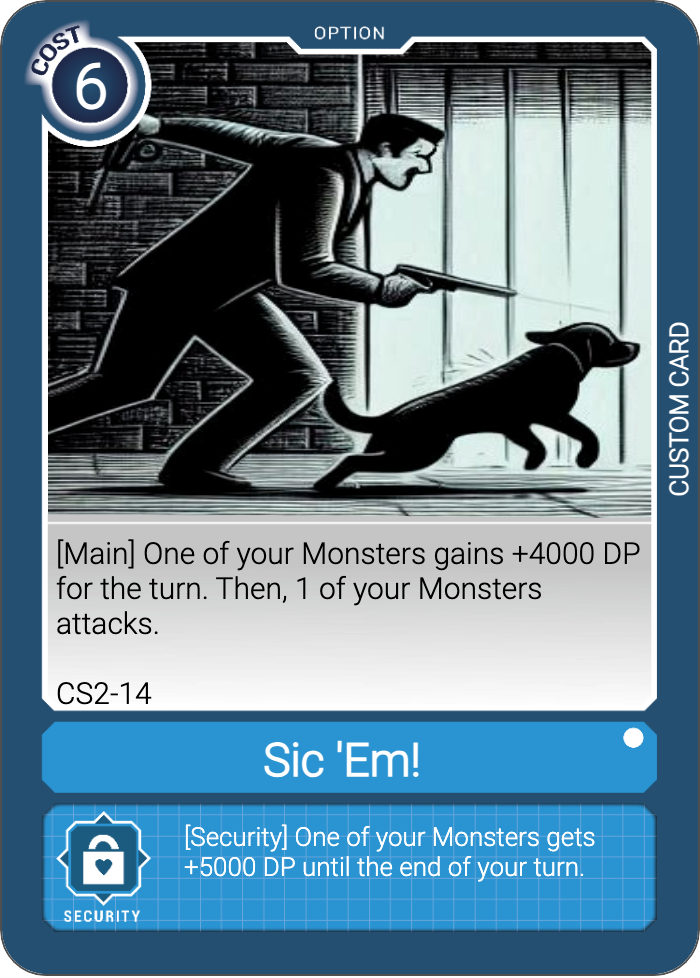 OPTION
COST
6
CUSTOM CARD
[Main] One of your Monsters gains +4000 DP
for the turn. Then, 1 of your Monsters
attacks.
CS2-14
Sic 'Em!
[Security] One of your Monsters gets
+5000 DP until the end of your turn.
SECURITY